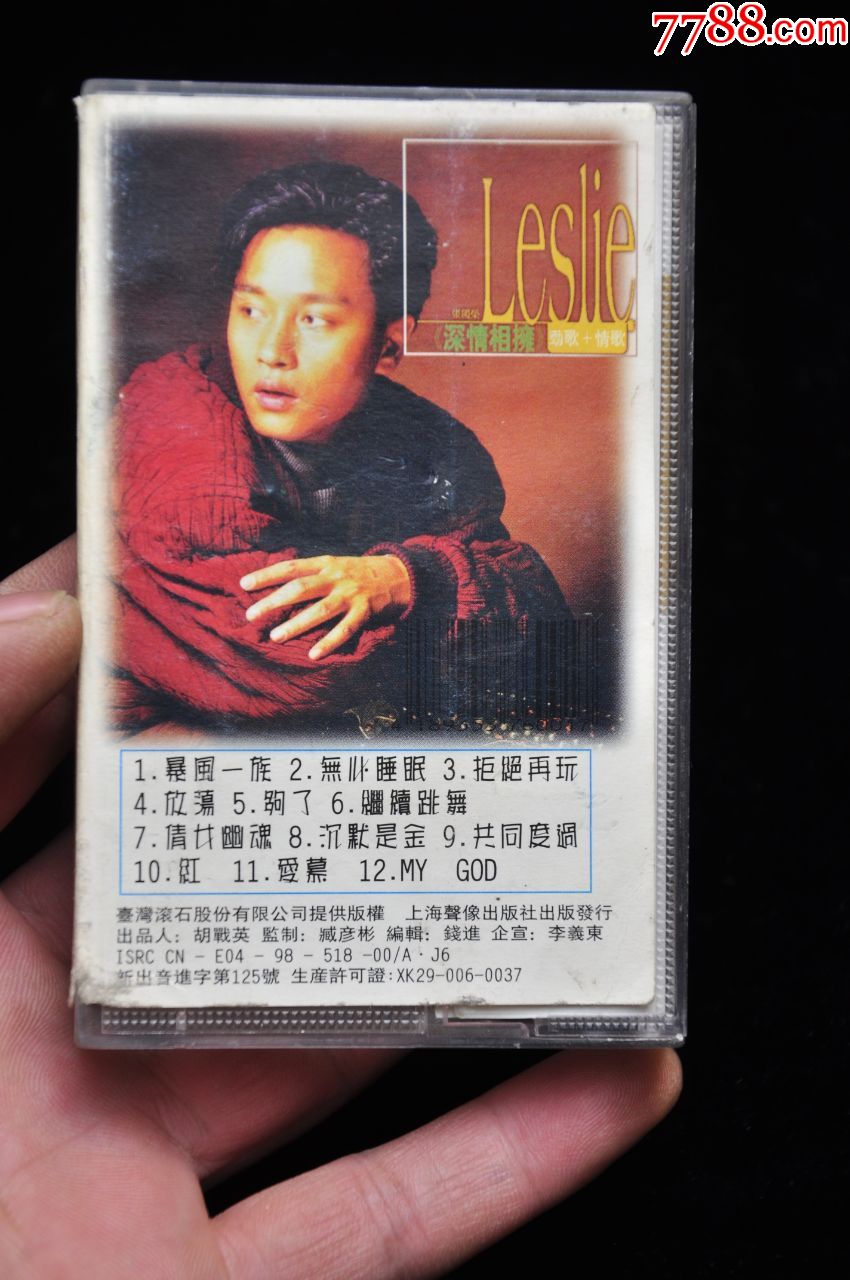 7788.com
Leslie
張國榮
《深情相擁》 勁歌+情歌
1.暴風一族 2.無心睡眠 3.拒絕再玩
4.放蕩 5.夠了 6.繼續跳舞
7.倩女幽魂 8.沉默是金 9.共同度過
10.紅 11.愛慕 12.MY GOD
臺灣滾石股份有限公司提供版權 上海聲像出版社出版發行
出品人: 胡戰英 監制: 臧彦彬 編輯: 錢進 企宣: 李義東
ISRC CN - E04 - 98 - 518 -00/A·J6
新出音進字第125號 生産許可證:XK29-006-0037